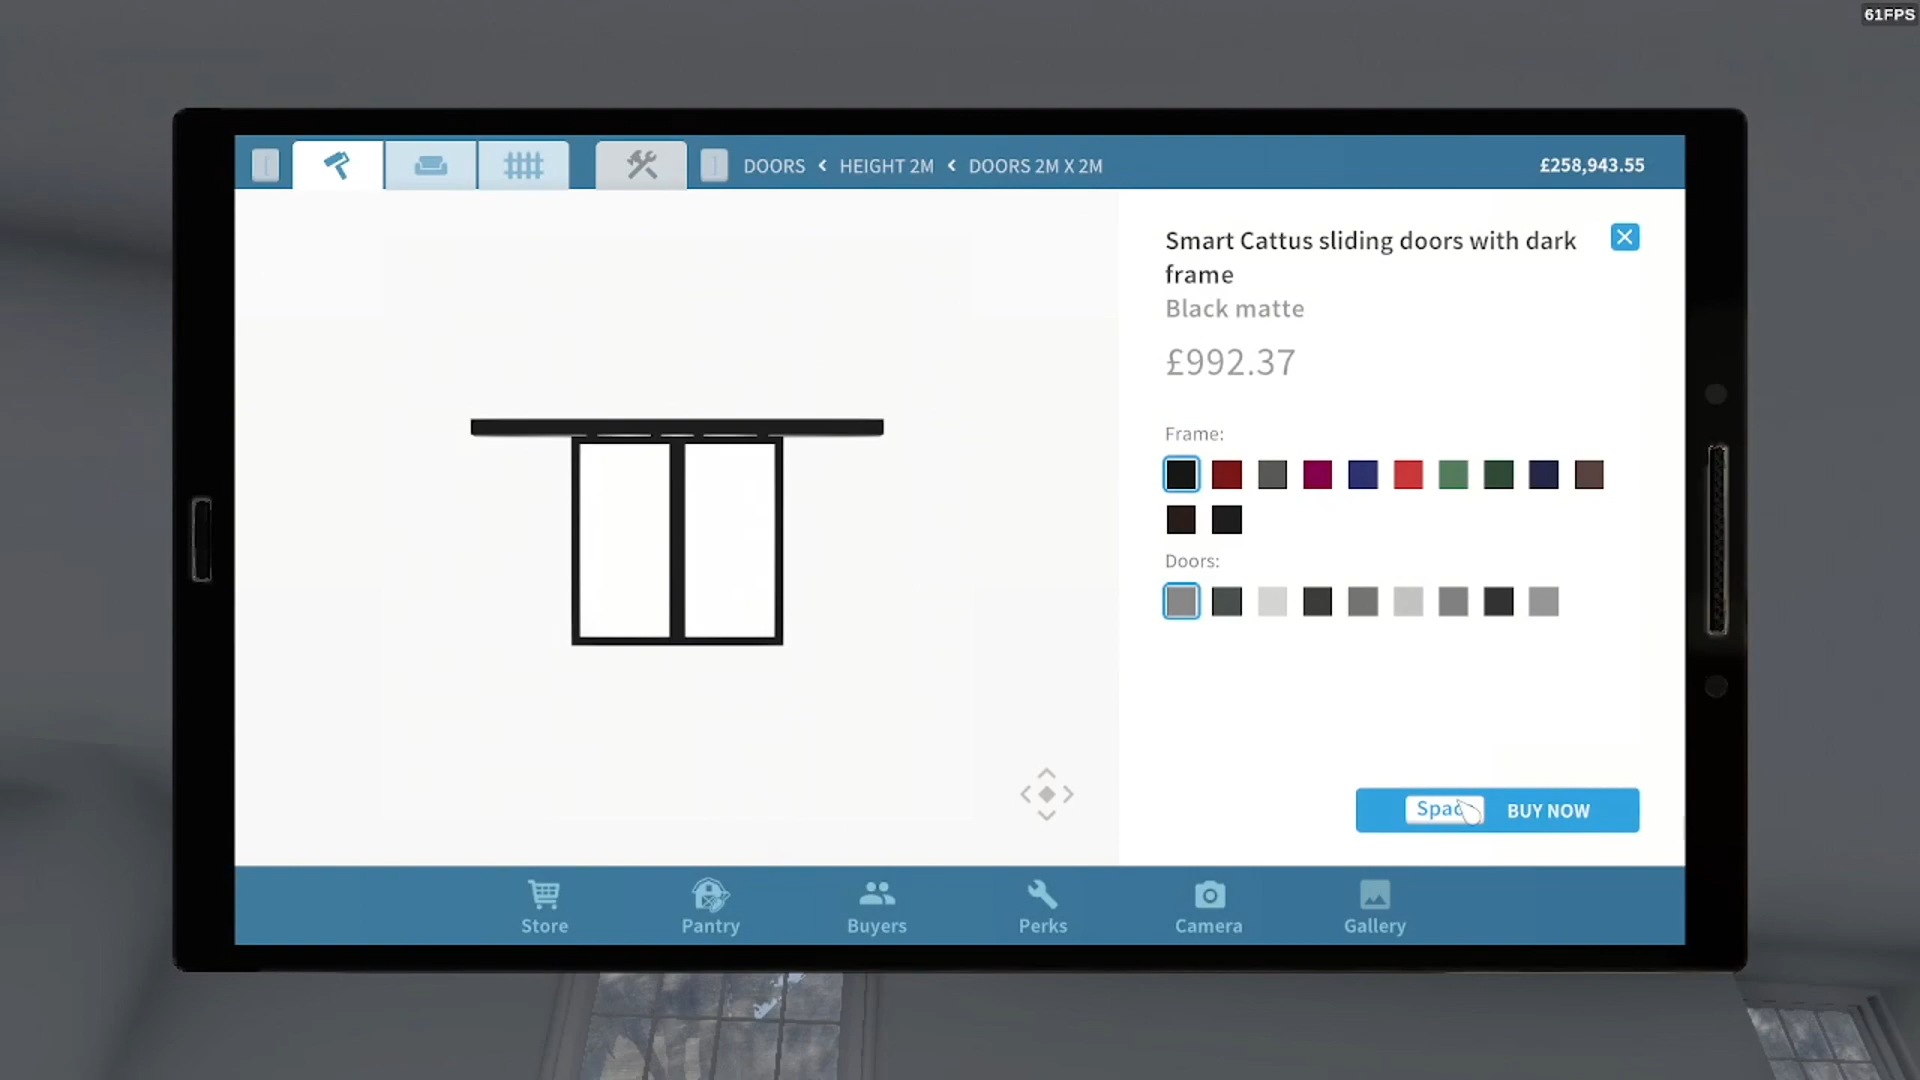 61FPS
DOORS < HEIGHT 2M < DOORS 2M X 2M
£258,943.55
Smart Cattus sliding doors with dark
frame
Black matte
£992.37
Frame:
Doors:
BUY NOW
Store
Pantry
Buyers
Perks
Camera
Gallery